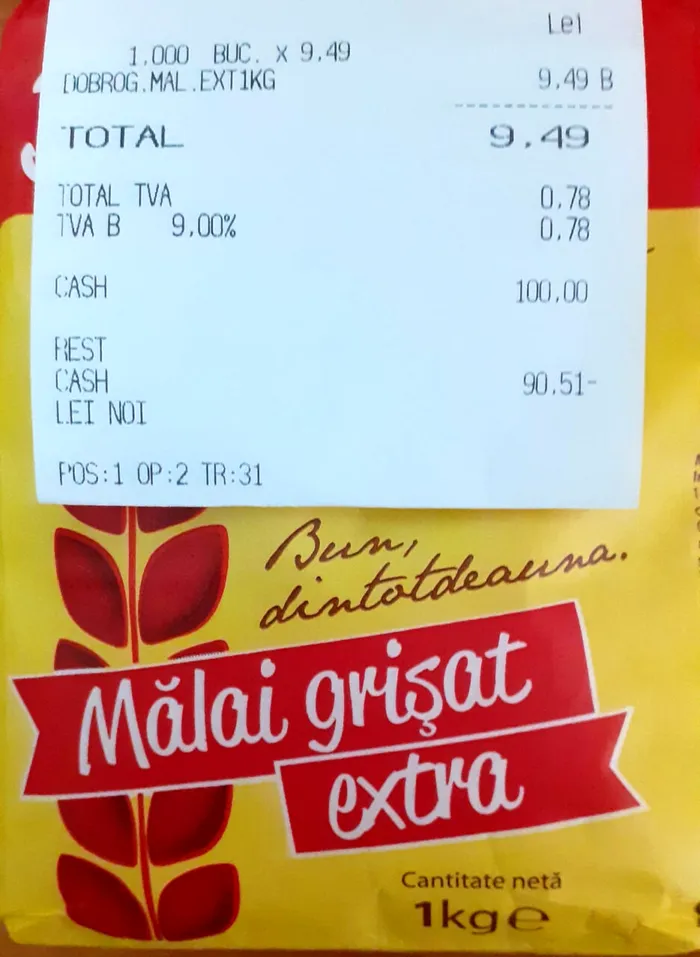 Lei
1.000 BUC. x 9.49
DOBROG.MAL.EXT1KG 9.49 B
TOTAL 9.49
TOTAL TVA 0.78
TVA B 9.00% 0.78
CASH 100.00
REST
CASH 90.51-
LEI NOI
POS:1 OP:2 TR:31
Bun,
dintotdeauna.
Mălai grişat
extra
Cantitate netă
1kg e